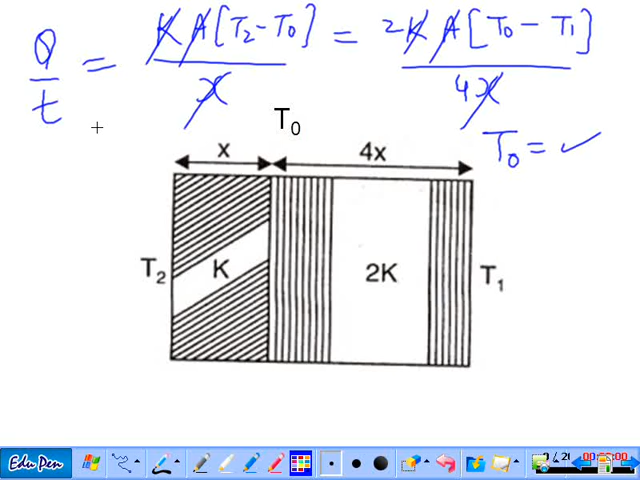 Q/t = KA[T₂-T₀]/x = 2KA[T₀-T₁]/4x
T₀ = ✓
T₀
x 4x
T₂ K 2K T₁
Edu Pen